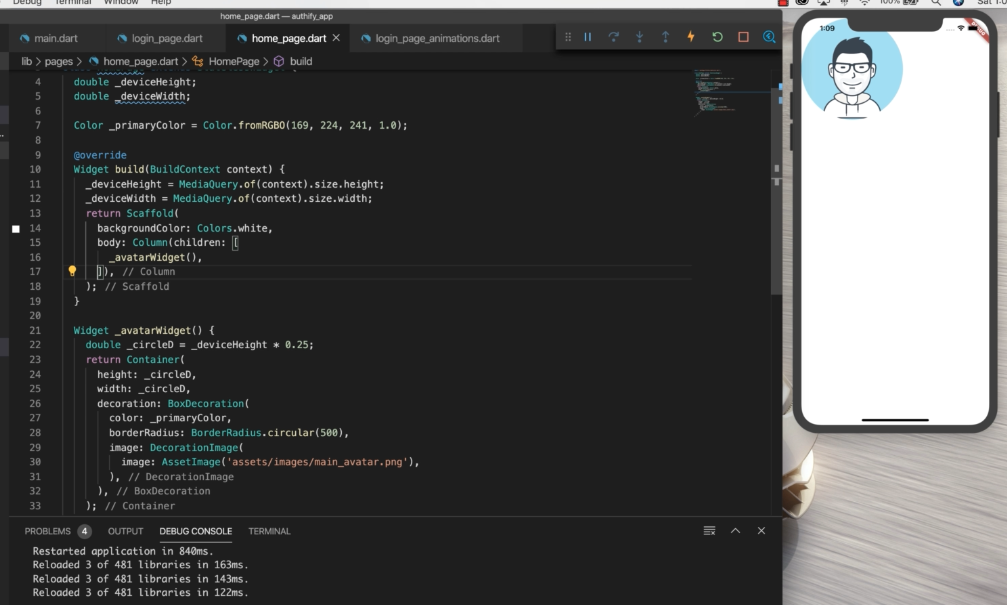 Debug Terminal Window Help
100% Sat 1:0
home_page.dart — authify_app
main.dart login_page.dart home_page.dart login_page_animations.dart
lib > pages > home_page.dart > HomePage > build
4 double _deviceHeight;
5 double _deviceWidth;
6
7 Color _primaryColor = Color.fromRGBO(169, 224, 241, 1.0);
8
9 @override
10 Widget build(BuildContext context) {
11 _deviceHeight = MediaQuery.of(context).size.height;
12 _deviceWidth = MediaQuery.of(context).size.width;
13 return Scaffold(
14 backgroundColor: Colors.white,
15 body: Column(children: [
16 _avatarWidget(),
17 ]), // Column
18 ); // Scaffold
19 }
20
21 Widget _avatarWidget() {
22 double _circleD = _deviceHeight * 0.25;
23 return Container(
24 height: _circleD,
25 width: _circleD,
26 decoration: BoxDecoration(
27 color: _primaryColor,
28 borderRadius: BorderRadius.circular(500),
29 image: DecorationImage(
30 image: AssetImage('assets/images/main_avatar.png'),
31 ), // DecorationImage
32 ), // BoxDecoration
33 ); // Container
PROBLEMS 4 OUTPUT DEBUG CONSOLE TERMINAL
Restarted application in 840ms.
Reloaded 3 of 481 libraries in 163ms.
Reloaded 3 of 481 libraries in 143ms.
Reloaded 3 of 481 libraries in 122ms.
1:09